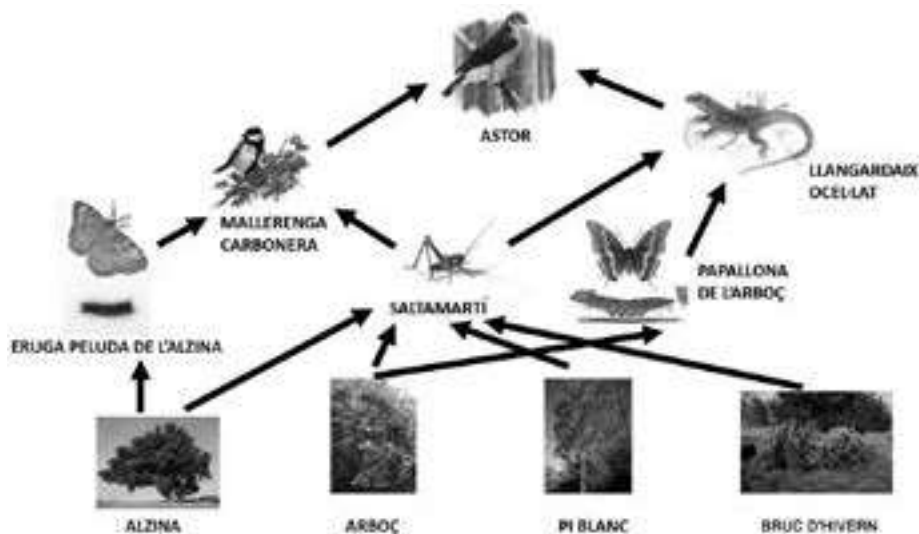 ASTOR
LLANGARDAIX
OCEL·LAT
MALLERENGA
CARBONERA
PAPALLONA
DE L'ARBOÇ
SALTAMARTÍ
ERUGA PELUDA DE L'ALZINA
ALZINA
ARBOÇ
PI BLANC
BRUC D'HIVERN